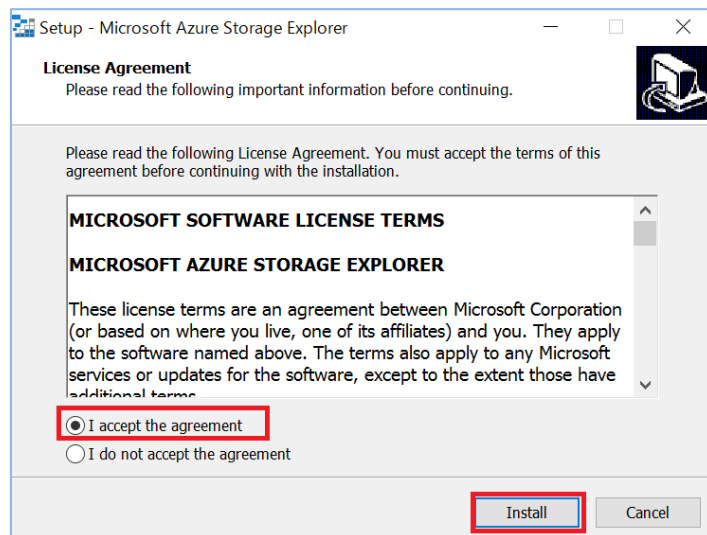 Setup - Microsoft Azure Storage Explorer
License Agreement
Please read the following important information before continuing.
Please read the following License Agreement. You must accept the terms of this
agreement before continuing with the installation.
MICROSOFT SOFTWARE LICENSE TERMS
MICROSOFT AZURE STORAGE EXPLORER
These license terms are an agreement between Microsoft Corporation
(or based on where you live, one of its affiliates) and you. They apply
to the software named above. The terms also apply to any Microsoft
services or updates for the software, except to the extent those have
additional terms.
I accept the agreement
I do not accept the agreement
Install
Cancel